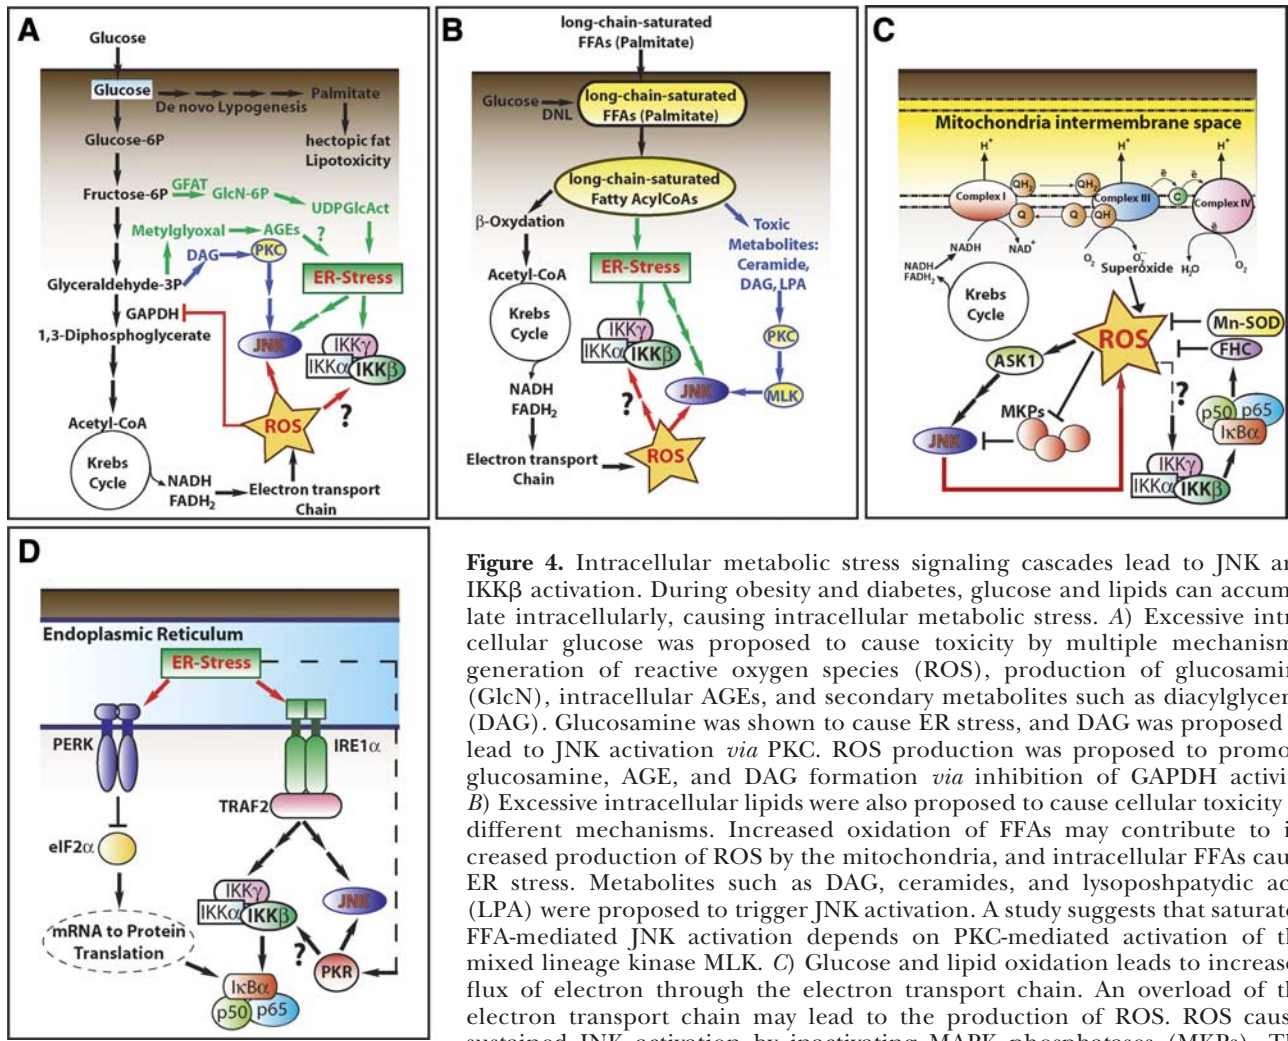 A
Glucose
Glucose
De novo Lypogenesis
Palmitate
hectopic fat
Lipotoxicity
Glucose-6P
Fructose-6P
GFAT
GlcN-6P
UDPGlcAct
Metylglyoxal
AGEs
?
DAG
PKC
ER-Stress
Glyceraldehyde-3P
GAPDH
1,3-Diphosphoglycerate
JNK
IKKγ
IKKα
IKKβ
?
ROS
Acetyl-CoA
Krebs
Cycle
NADH
FADH2
Electron transport
Chain
B
long-chain-saturated
FFAs (Palmitate)
Glucose
DNL
long-chain-saturated
FFAs (Palmitate)
long-chain-saturated
Fatty AcylCoAs
β-Oxydation
Toxic
Metabolites:
Ceramide,
DAG, LPA
Acetyl-CoA
ER-Stress
Krebs
Cycle
IKKγ
IKKα
IKKβ
PKC
NADH
FADH2
?
JNK
MLK
Electron transport
Chain
ROS
C
Mitochondria intermembrane space
H+
H+
H+
Complex I
QH2
QH2
Complex III
ē
C
ē
Complex IV
Q
Q
QH
NADH
NAD+
O2
O2·-
Superoxide
ē
H2O
O2
NADH
FADH2
Krebs
Cycle
ROS
Mn-SOD
FHC
ASK1
?
MKPs
JNK
p50
p65
IκBα
IKKγ
IKKα
IKKβ
D
Endoplasmic Reticulum
ER-Stress
PERK
IRE1α
TRAF2
eIF2α
IKKγ
IKKα
IKKβ
JNK
mRNA to Protein
Translation
?
PKR
IκBα
p50
p65
Figure 4. Intracellular metabolic stress signaling cascades lead to JNK an
IKKβ activation. During obesity and diabetes, glucose and lipids can accum
late intracellularly, causing intracellular metabolic stress. A) Excessive intr
cellular glucose was proposed to cause toxicity by multiple mechanism
generation of reactive oxygen species (ROS), production of glucosamin
(GlcN), intracellular AGEs, and secondary metabolites such as diacylglycer
(DAG). Glucosamine was shown to cause ER stress, and DAG was proposed
lead to JNK activation via PKC. ROS production was proposed to promo
glucosamine, AGE, and DAG formation via inhibition of GAPDH activi
B) Excessive intracellular lipids were also proposed to cause cellular toxicity
different mechanisms. Increased oxidation of FFAs may contribute to i
creased production of ROS by the mitochondria, and intracellular FFAs cau
ER stress. Metabolites such as DAG, ceramides, and lysoposhpatydic ac
(LPA) were proposed to trigger JNK activation. A study suggests that saturat
FFA-mediated JNK activation depends on PKC-mediated activation of t
mixed lineage kinase MLK. C) Glucose and lipid oxidation leads to increase
flux of electron through the electron transport chain. An overload of th
electron transport chain may lead to the production of ROS. ROS caus
sustained JNK activation by inactivating MAPK phosphatases (MKPs). Th